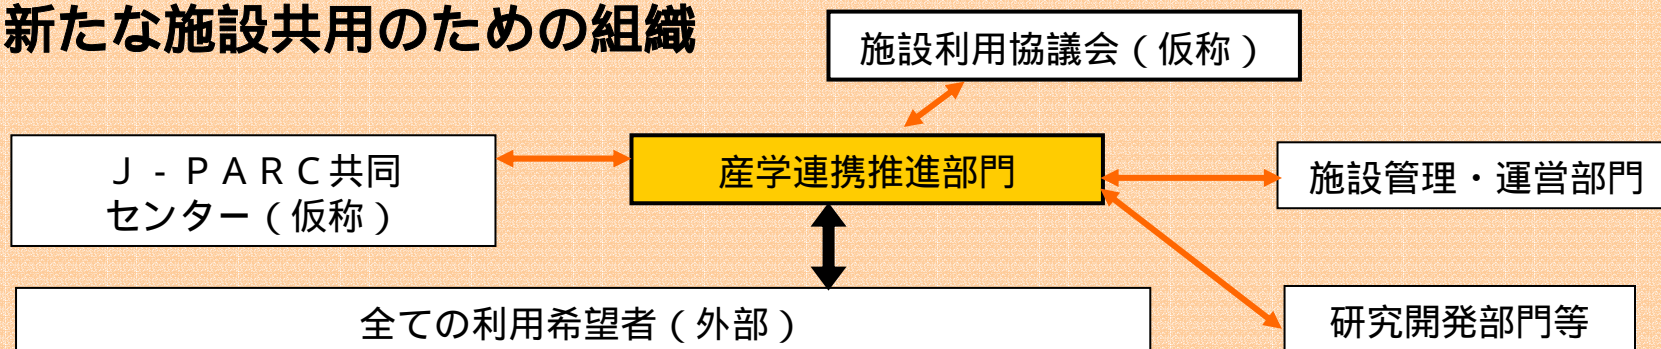 新たな施設共用のための組織
施設利用協議会（仮称）
Ｊ‐ＰＡＲＣ共同
センター（仮称）
産学連携推進部門
施設管理・運営部門
全ての利用希望者（外部）
研究開発部門等